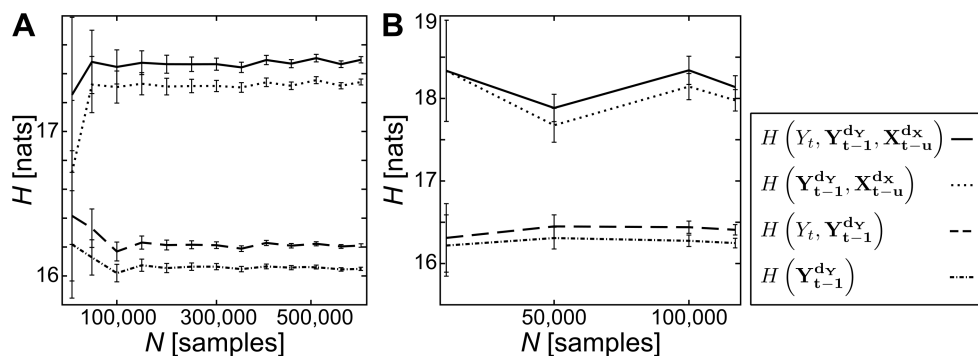 A
B
H [nats]
17
16
100,000
300,000
500,000
N [samples]
H [nats]
19
18
17
16
50,000
100,000
N [samples]
H(Y_t, Y_{t-1}^{d_Y}, X_{t-u}^{d_X})
H(Y_{t-1}^{d_Y}, X_{t-u}^{d_X})
H(Y_t, Y_{t-1}^{d_Y})
H(Y_{t-1}^{d_Y})